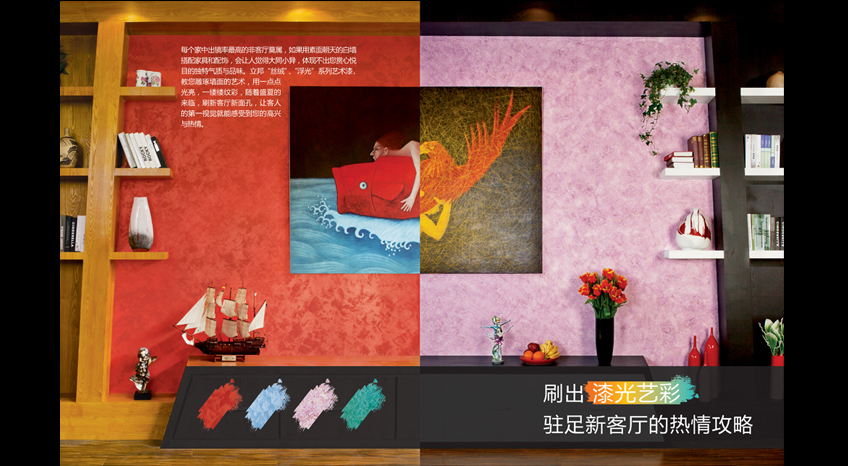 每个家中出镜率最高的非客厅莫属，如果用素面朝天的白墙
搭配家具和配饰，会让人觉得大同小异，体现不出您赏心悦
目的独特气质与品味。立邦“丝绒”，“浮光”系列艺术漆，
教您雕琢墙面的艺术，用一点点
光亮，一缕缕纹彩，随着盛夏的
来临，刷新客厅新面孔，让客人
的第一视觉就能感受到您的高兴
与热情。
刷出 漆光艺彩
驻足新客厅的热情攻略